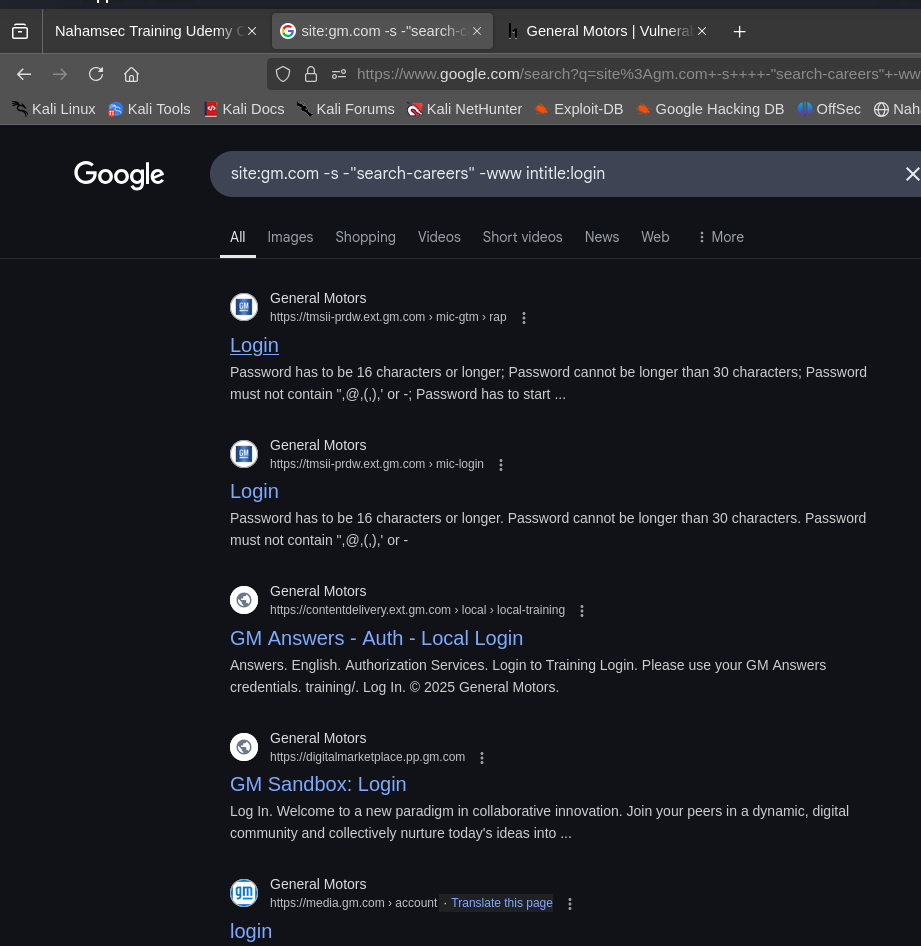 Nahamsec Training Udemy C
site:gm.com -s -"search-c
General Motors | Vulneral
https://www.google.com/search?q=site%3Agm.com+-s++++-"search-careers"+-ww
Kali Linux Kali Tools Kali Docs Kali Forums Kali NetHunter Exploit-DB Google Hacking DB OffSec Nah
Google
site:gm.com -s -"search-careers" -www intitle:login
All Images Shopping Videos Short videos News Web More
General Motors
https://tmsii-prdw.ext.gm.com › mic-gtm › rap
Login
Password has to be 16 characters or longer; Password cannot be longer than 30 characters; Password
must not contain ",@,(,),' or -; Password has to start ...
General Motors
https://tmsii-prdw.ext.gm.com › mic-login
Login
Password has to be 16 characters or longer. Password cannot be longer than 30 characters. Password
must not contain ",@,(,),' or -
General Motors
https://contentdelivery.ext.gm.com › local › local-training
GM Answers - Auth - Local Login
Answers. English. Authorization Services. Login to Training Login. Please use your GM Answers
credentials. training/. Log In. © 2025 General Motors.
General Motors
https://digitalmarketplace.pp.gm.com
GM Sandbox: Login
Log In. Welcome to a new paradigm in collaborative innovation. Join your peers in a dynamic, digital
community and collectively nurture today's ideas into ...
gm
General Motors
https://media.gm.com › account · Translate this page
login